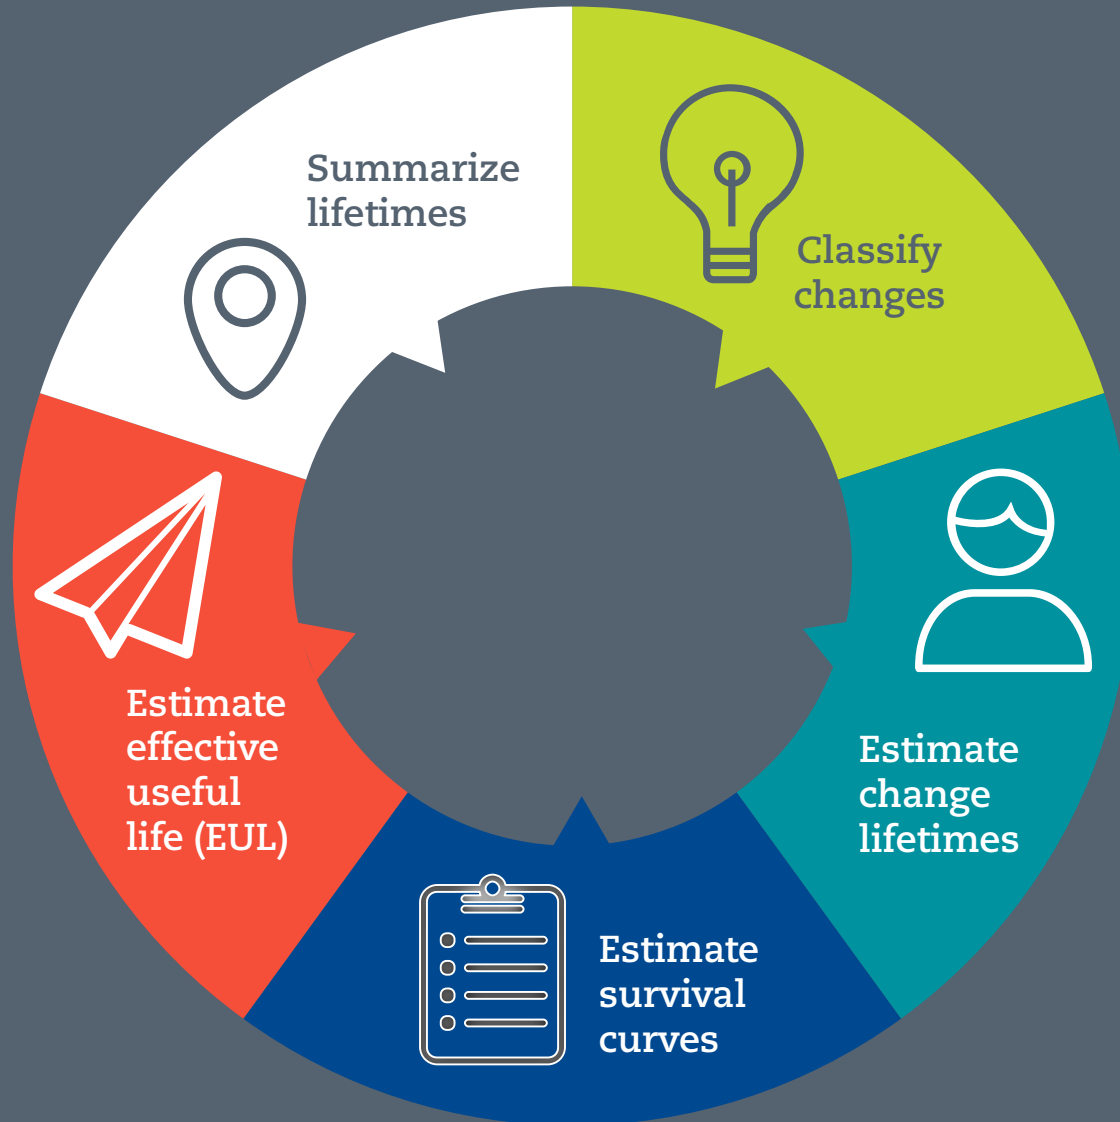 Summarize
lifetimes
Classify
changes
Estimate
change
lifetimes
Estimate
survival
curves
Estimate
effective
useful
life (EUL)